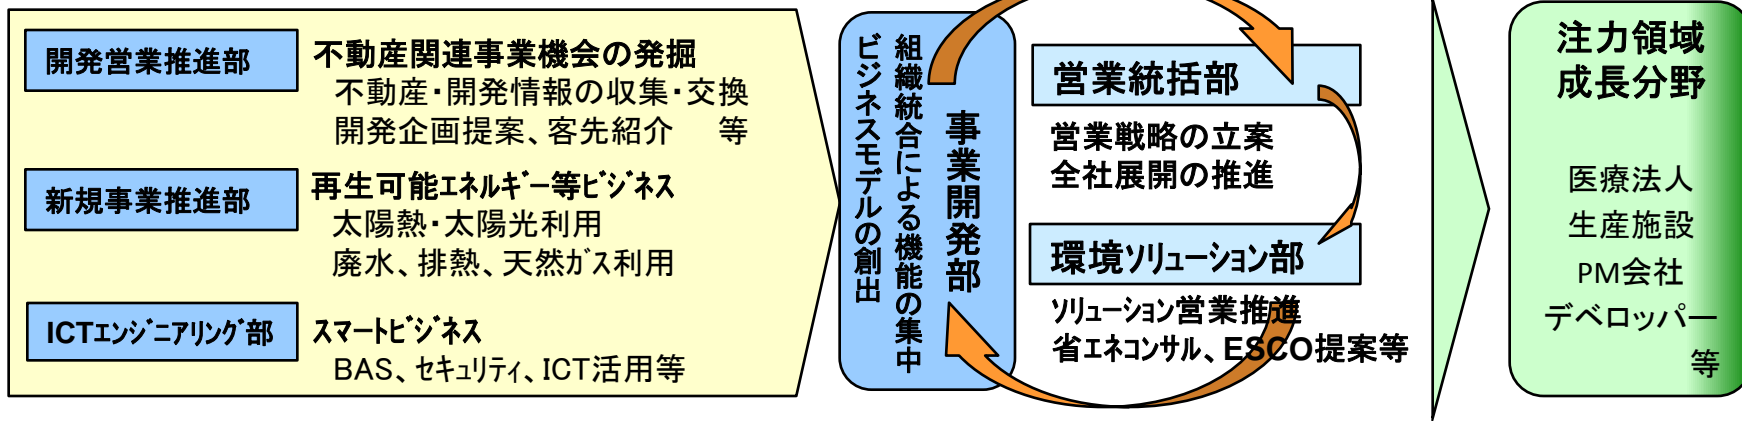 開発営業推進部
不動産関連事業機会の発掘
不動産・開発情報の収集・交換
開発企画提案、客先紹介　等
新規事業推進部
再生可能ｴﾈﾙｷﾞｰ等ﾋﾞｼﾞﾈｽ
太陽熱・太陽光利用
廃水、排熱、天然ｶﾞｽ利用
ICTｴﾝｼﾞﾆｱﾘﾝｸﾞ部
ｽﾏｰﾄﾋﾞｼﾞﾈｽ
BAS、ｾｷｭﾘﾃｨ、ICT活用等
事業開発部
組織統合による機能の集中
ビジネスモデルの創出
営業統括部
営業戦略の立案
全社展開の推進
環境ｿﾘｭｰｼｮﾝ部
ｿﾘｭｰｼｮﾝ営業推進
省エネコンサル、ESCO提案等
注力領域
成長分野
医療法人
生産施設
PM会社
デベロッパー
等